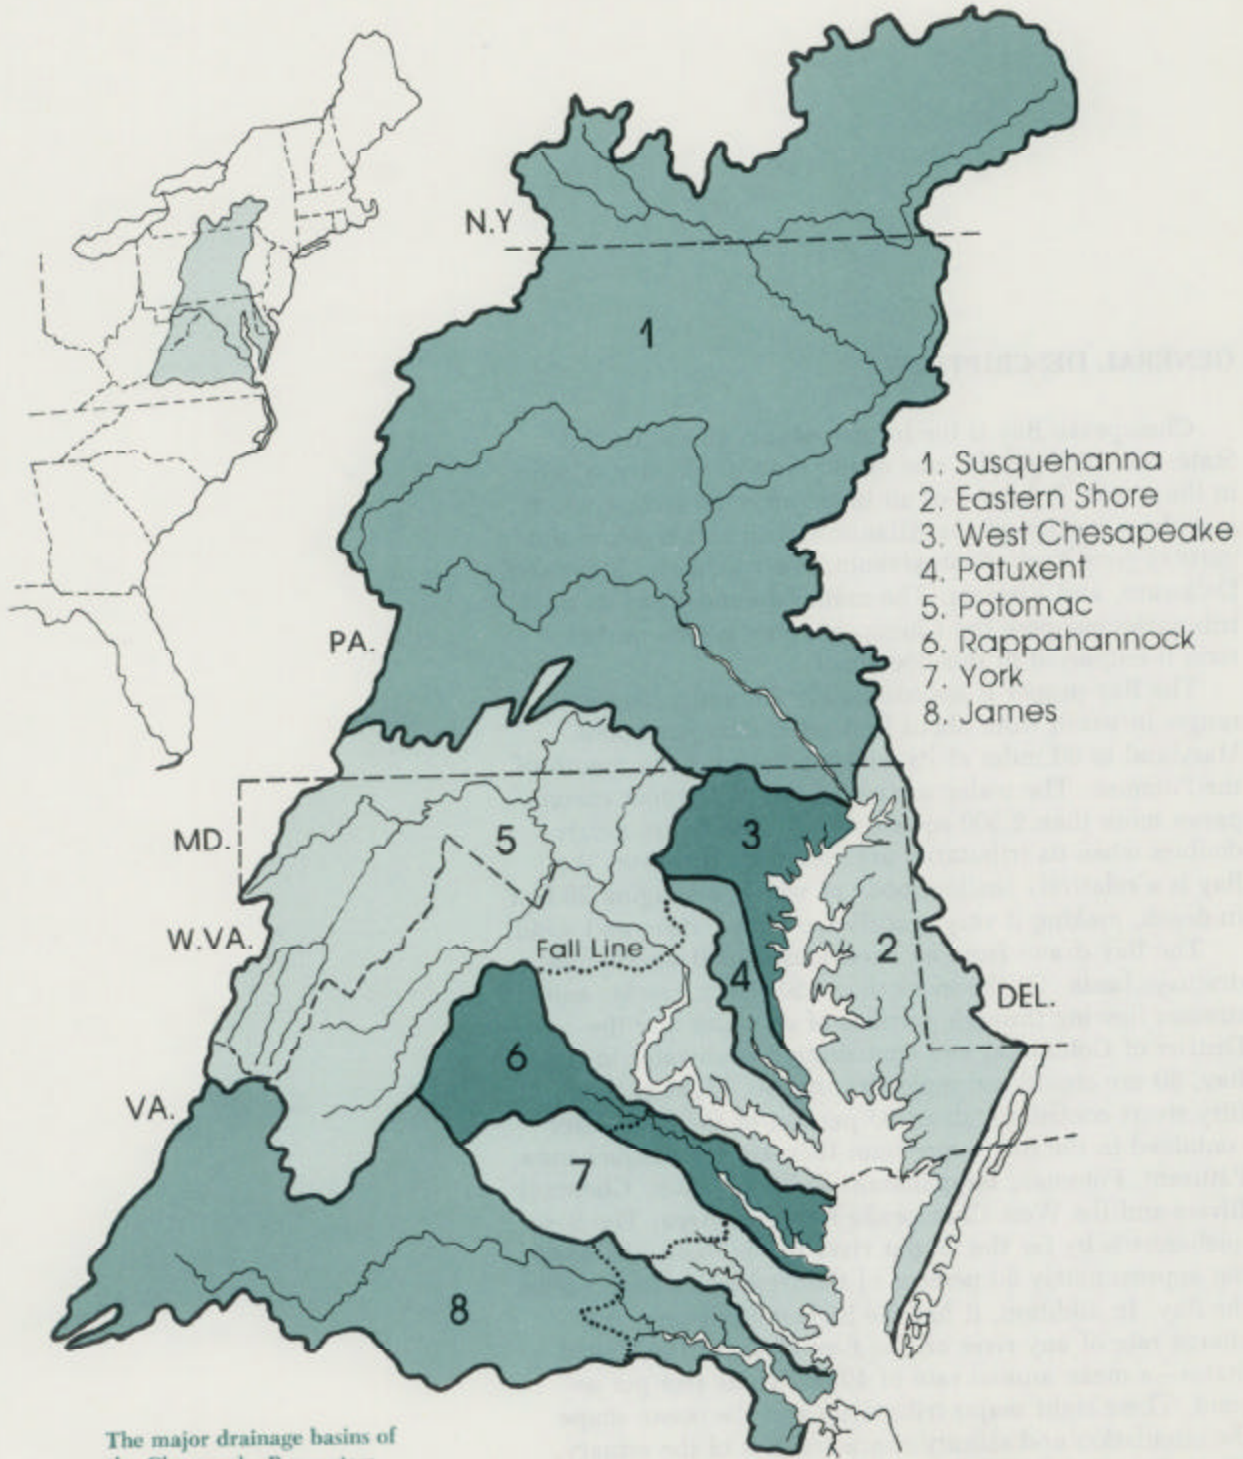 N.Y
1
1. Susquehanna
2. Eastern Shore
3. West Chesapeake
4. Patuxent
5. Potomac
6. Rappahannock
7. York
8. James
PA.
MD.
5
3
W.VA.
Fall Line
4
2
DEL.
6
VA.
7
8
The major drainage basins of